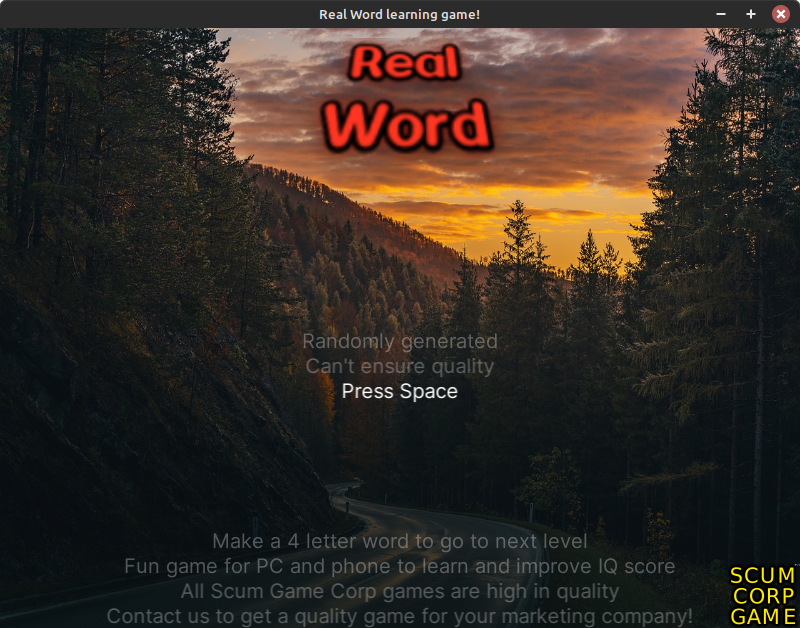 Real Word learning game!
Real
Word
Randomly generated
Can't ensure quality
Press Space
Make a 4 letter word to go to next level
Fun game for PC and phone to learn and improve IQ score
All Scum Game Corp games are high in quality
Contact us to get a quality game for your marketing company!
SCUM
CORP
GAME